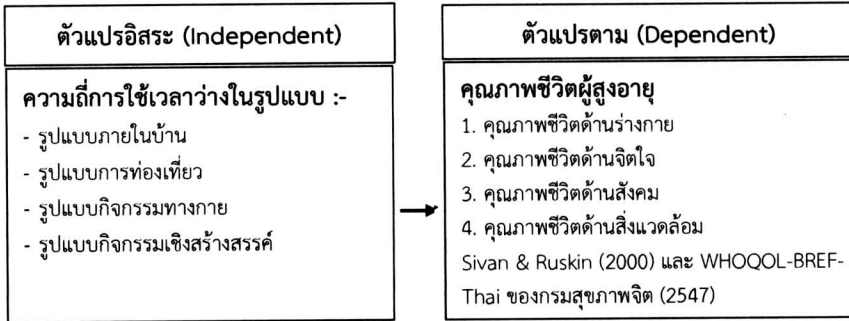 ตัวแปรอิสระ (Independent)
ความถี่การใช้เวลาว่างในรูปแบบ :-
- รูปแบบภายในบ้าน
- รูปแบบการท่องเที่ยว
- รูปแบบกิจกรรมทางกาย
- รูปแบบกิจกรรมเชิงสร้างสรรค์
ตัวแปรตาม (Dependent)
คุณภาพชีวิตผู้สูงอายุ
1. คุณภาพชีวิตด้านร่างกาย
2. คุณภาพชีวิตด้านจิตใจ
3. คุณภาพชีวิตด้านสังคม
4. คุณภาพชีวิตด้านสิ่งแวดล้อม
Sivan & Ruskin (2000) และ WHOQOL-BREF-
Thai ของกรมสุขภาพจิต (2547)